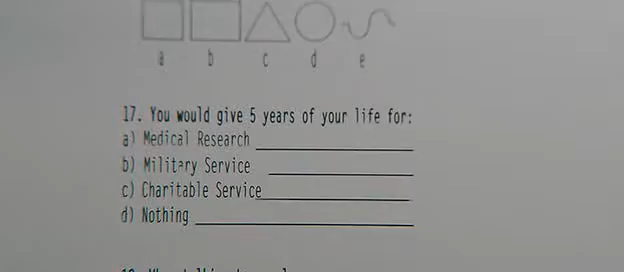 a b c d e
17. You would give 5 years of your life for:
a) Medical Research
b) Military Service
c) Charitable Service
d) Nothing